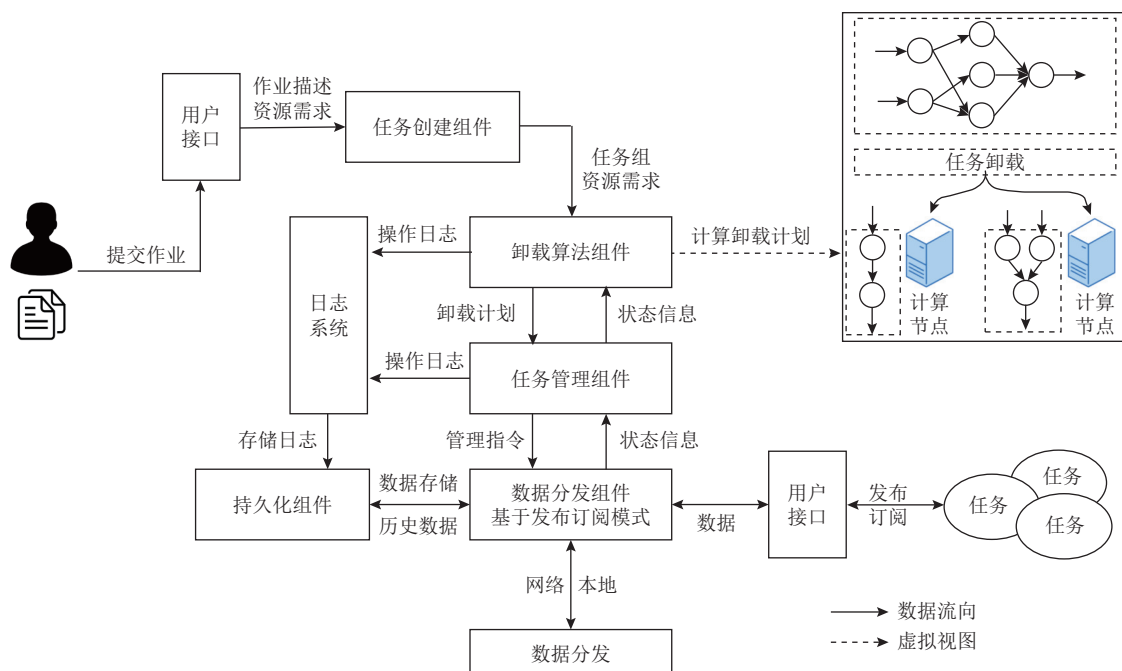 用户
接口
作业描述
资源需求
任务创建组件
任务组
资源需求
提交作业
操作日志
卸载算法组件
计算卸载计划
任务卸载
计算
节点
计算
节点
日志
系统
卸载计划
状态信息
操作日志
任务管理组件
存储日志
管理指令
状态信息
持久化组件
数据存储
历史数据
数据分发组件
基于发布订阅模式
数据
用户
接口
发布
订阅
任务
任务
任务
网络
本地
数据分发
数据流向
虚拟视图